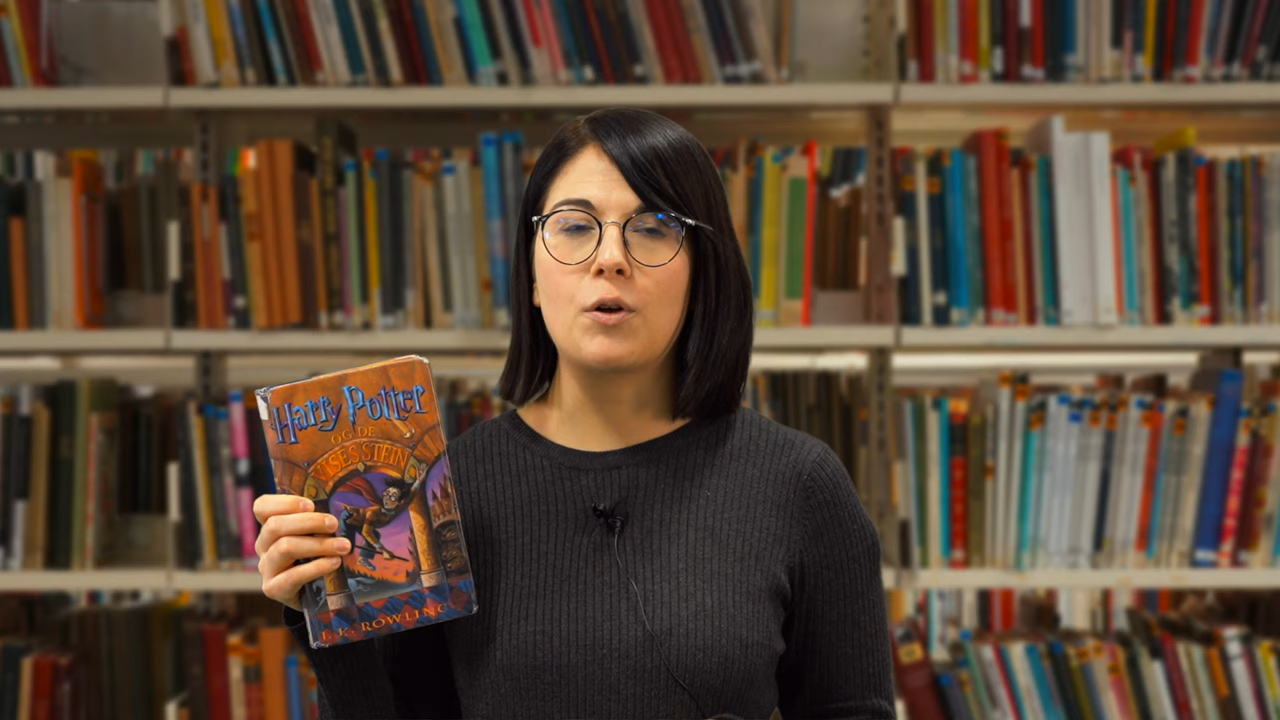 HARRY POTTER
OG DE
VISES STEIN
J. K. ROWLING